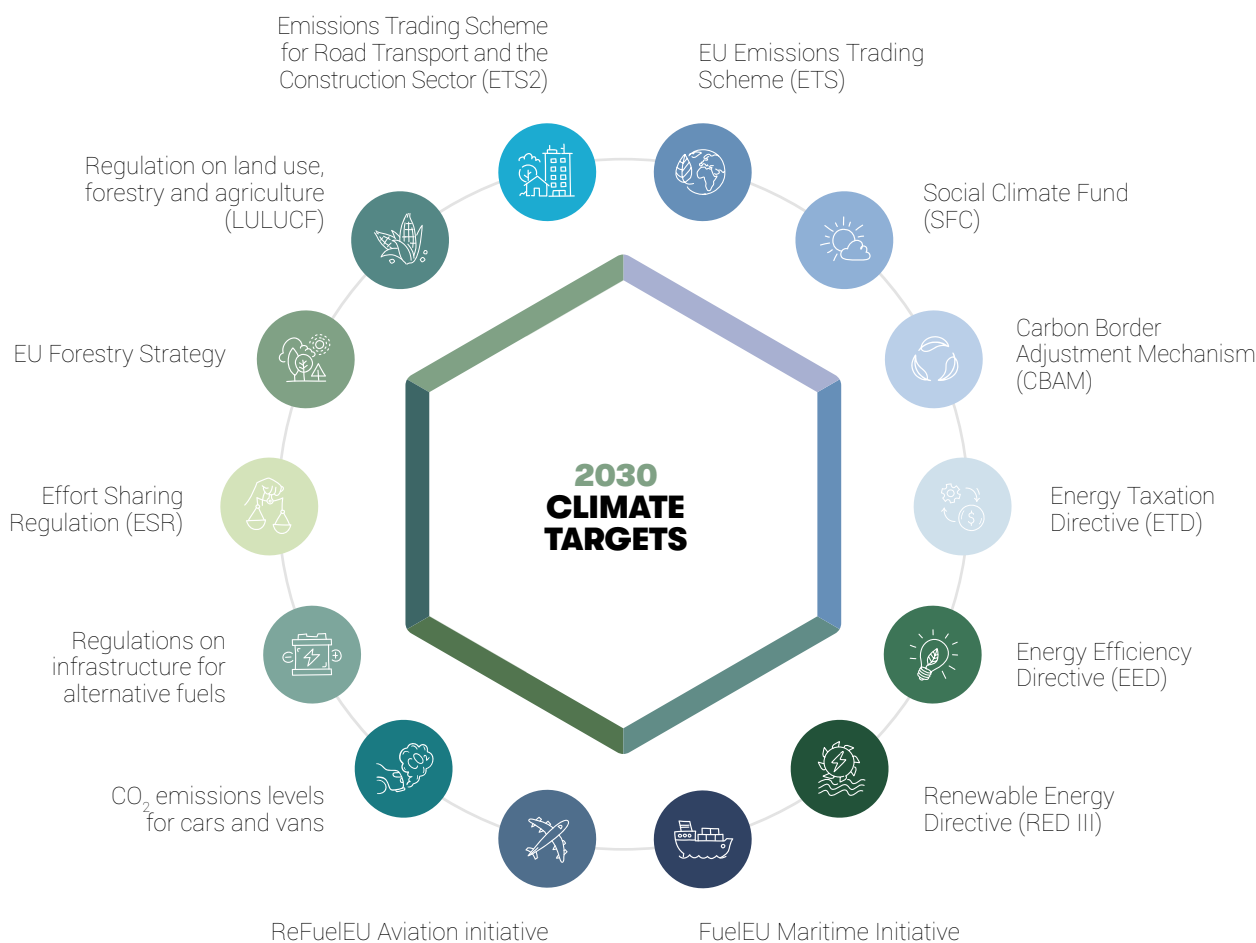 Emissions Trading Scheme
for Road Transport and the
Construction Sector (ETS2)
EU Emissions Trading
Scheme (ETS)
Social Climate Fund
(SFC)
Carbon Border
Adjustment Mechanism
(CBAM)
Energy Taxation
Directive (ETD)
Energy Efficiency
Directive (EED)
Renewable Energy
Directive (RED III)
FuelEU Maritime Initiative
ReFuelEU Aviation initiative
CO₂ emissions levels
for cars and vans
Regulations on
infrastructure for
alternative fuels
Effort Sharing
Regulation (ESR)
EU Forestry Strategy
Regulation on land use,
forestry and agriculture
(LULUCF)
2030
CLIMATE
TARGETS